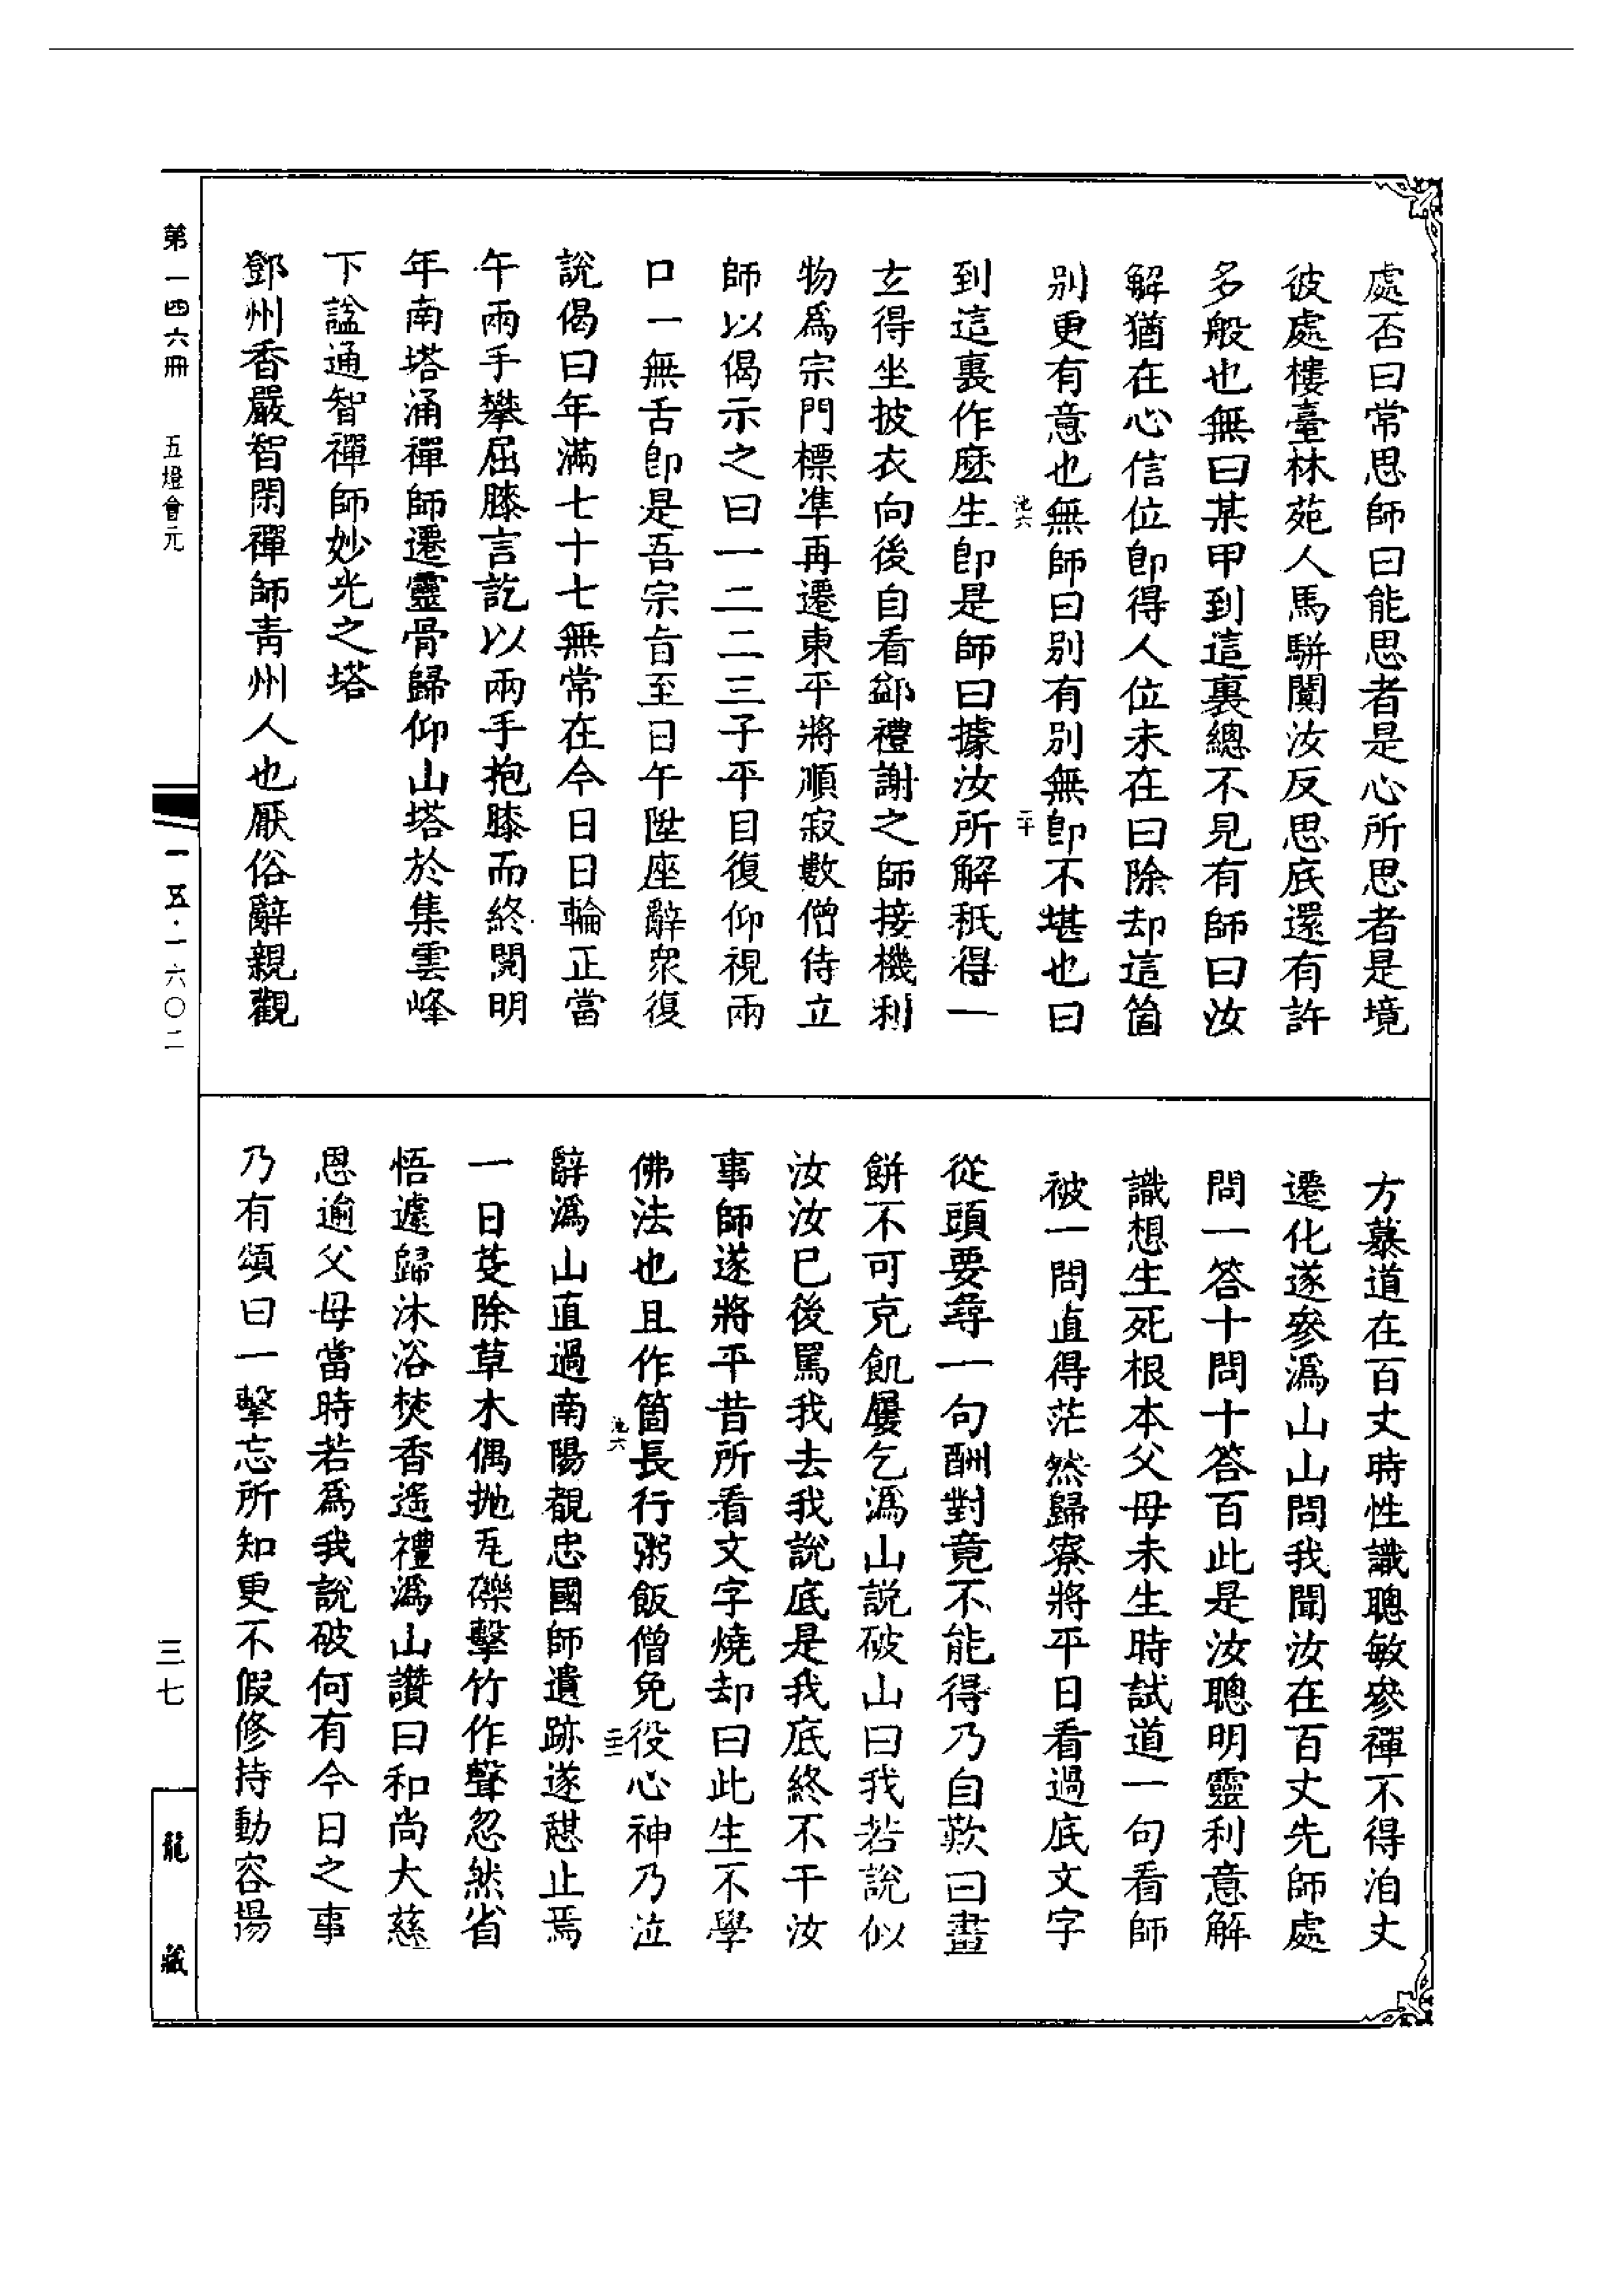 處否曰常思師曰能思者是心所思者是境
彼處樓臺林苑人馬駢闐汝反思底還有許
多般也無曰某甲到這裏總不見有師曰汝
解猶在心信位卽得人位未在曰除却這箇
別更有意也無師曰別有別無卽不堪也曰
池六
二十
到這裏作麼生卽是師曰據汝所解秖得一
玄得坐披衣向後自看鄒禮謝之師接機利
物爲宗門標準再遷東平將順寂數僧侍立
師以偈示之曰一二二三子平目復仰視兩
口一無舌卽是吾宗旨至日午陞座辭衆復
說偈曰年滿七十七無常在今日日輪正當
午兩手攀屈膝言訖以兩手抱膝而終閱明
年南塔涌禪師遷靈骨歸仰山塔於集雲峰
下諡通智禪師妙光之塔
鄧州香嚴智閑禪師靑州人也厭俗辭親觀
方慕道在百丈時性識聰敏參禪不得洎丈
遷化遂參潙山山問我聞汝在百丈先師處
問一答十問十答百此是汝聰明靈利意解
識想生死根本父母未生時試道一句看師
被一問直得茫然歸寮將平日看過底文字
從頭要尋一句酬對竟不能得乃自歎曰畫
餅不可充飢屢乞潙山說破山曰我若說似
汝汝已後罵我去我說底是我底終不干汝
事師遂將平昔所看文字燒却曰此生不學
佛法也且作箇長行粥飯僧免役心神乃泣
池六
辭潙山直過南陽覩忠國師遺跡遂憇止焉
一日芟除草木偶抛瓦礫擊竹作聲忽然省
悟遽歸沐浴焚香遙禮潙山讚曰和尚大慈
恩逾父母當時若爲我說破何有今日之事
乃有頌曰一擊忘所知更不假修持動容揚
第一四六冊 五燈會元
一五·一六〇二
三七
龍藏